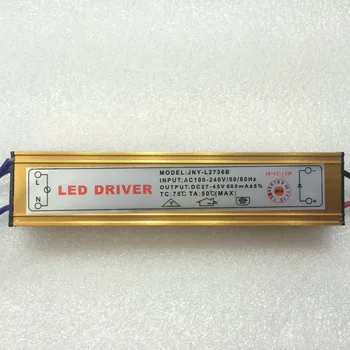 L
N
LED DRIVER
MODEL:JNY-L2736B
INPUT:AC100-240V/50/60Hz
OUTPUT:DC27-45V 600mA±5%
TC:75℃ TA:50℃(MAX)